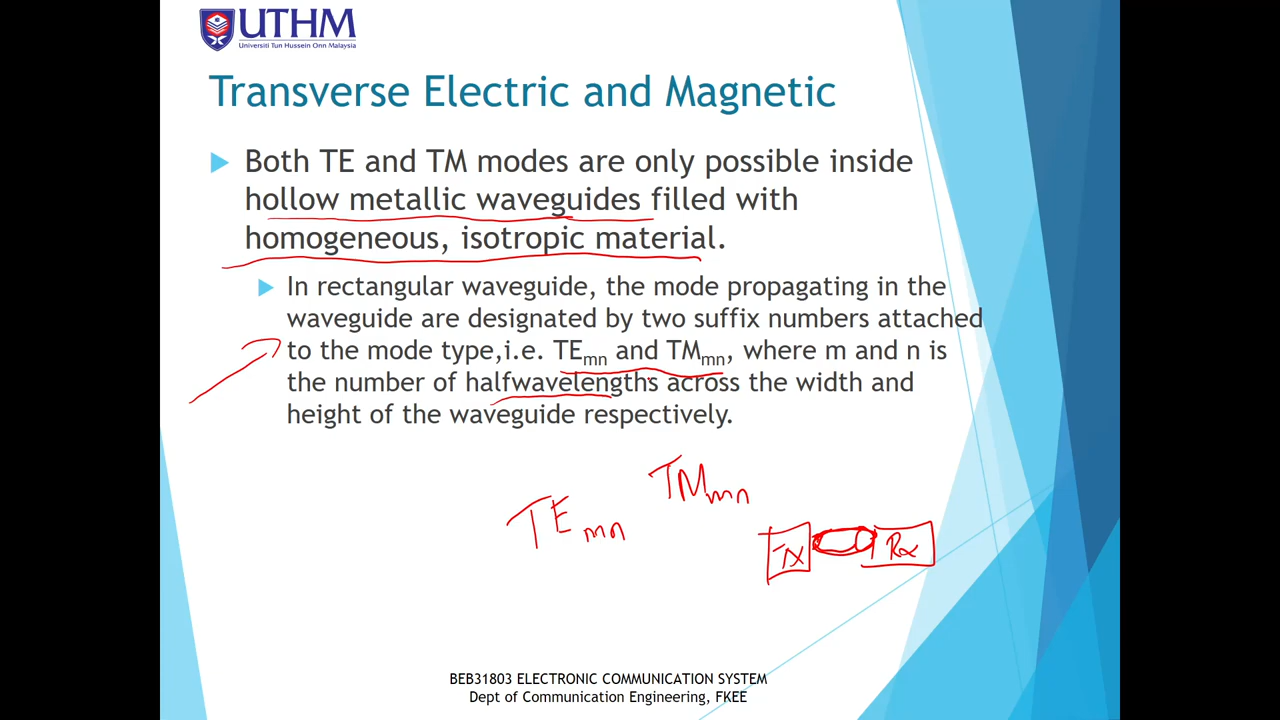 UTHM
Universiti Tun Hussein Onn Malaysia
Transverse Electric and Magnetic
Both TE and TM modes are only possible inside
hollow metallic waveguides filled with
homogeneous, isotropic material.
In rectangular waveguide, the mode propagating in the
waveguide are designated by two suffix numbers attached
to the mode type,i.e. TEmn and TMmn, where m and n is
the number of halfwavelengths across the width and
height of the waveguide respectively.
TMmn
TEmn
Tx Rx
BEB31803 ELECTRONIC COMMUNICATION SYSTEM
Dept of Communication Engineering, FKEE